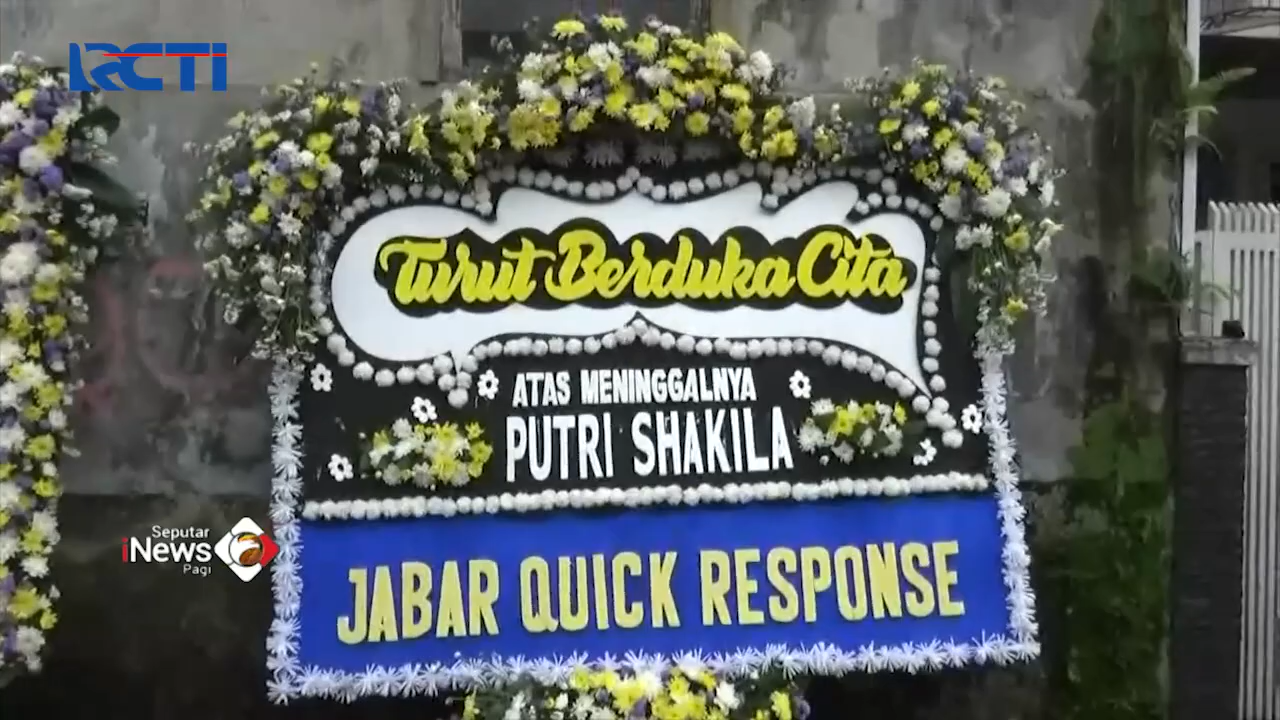 RCTI
Turut Berduka Cita
ATAS MENINGGALNYA
PUTRI SHAKILA
Seputar
iNews
Pagi
JABAR QUICK RESPONSE